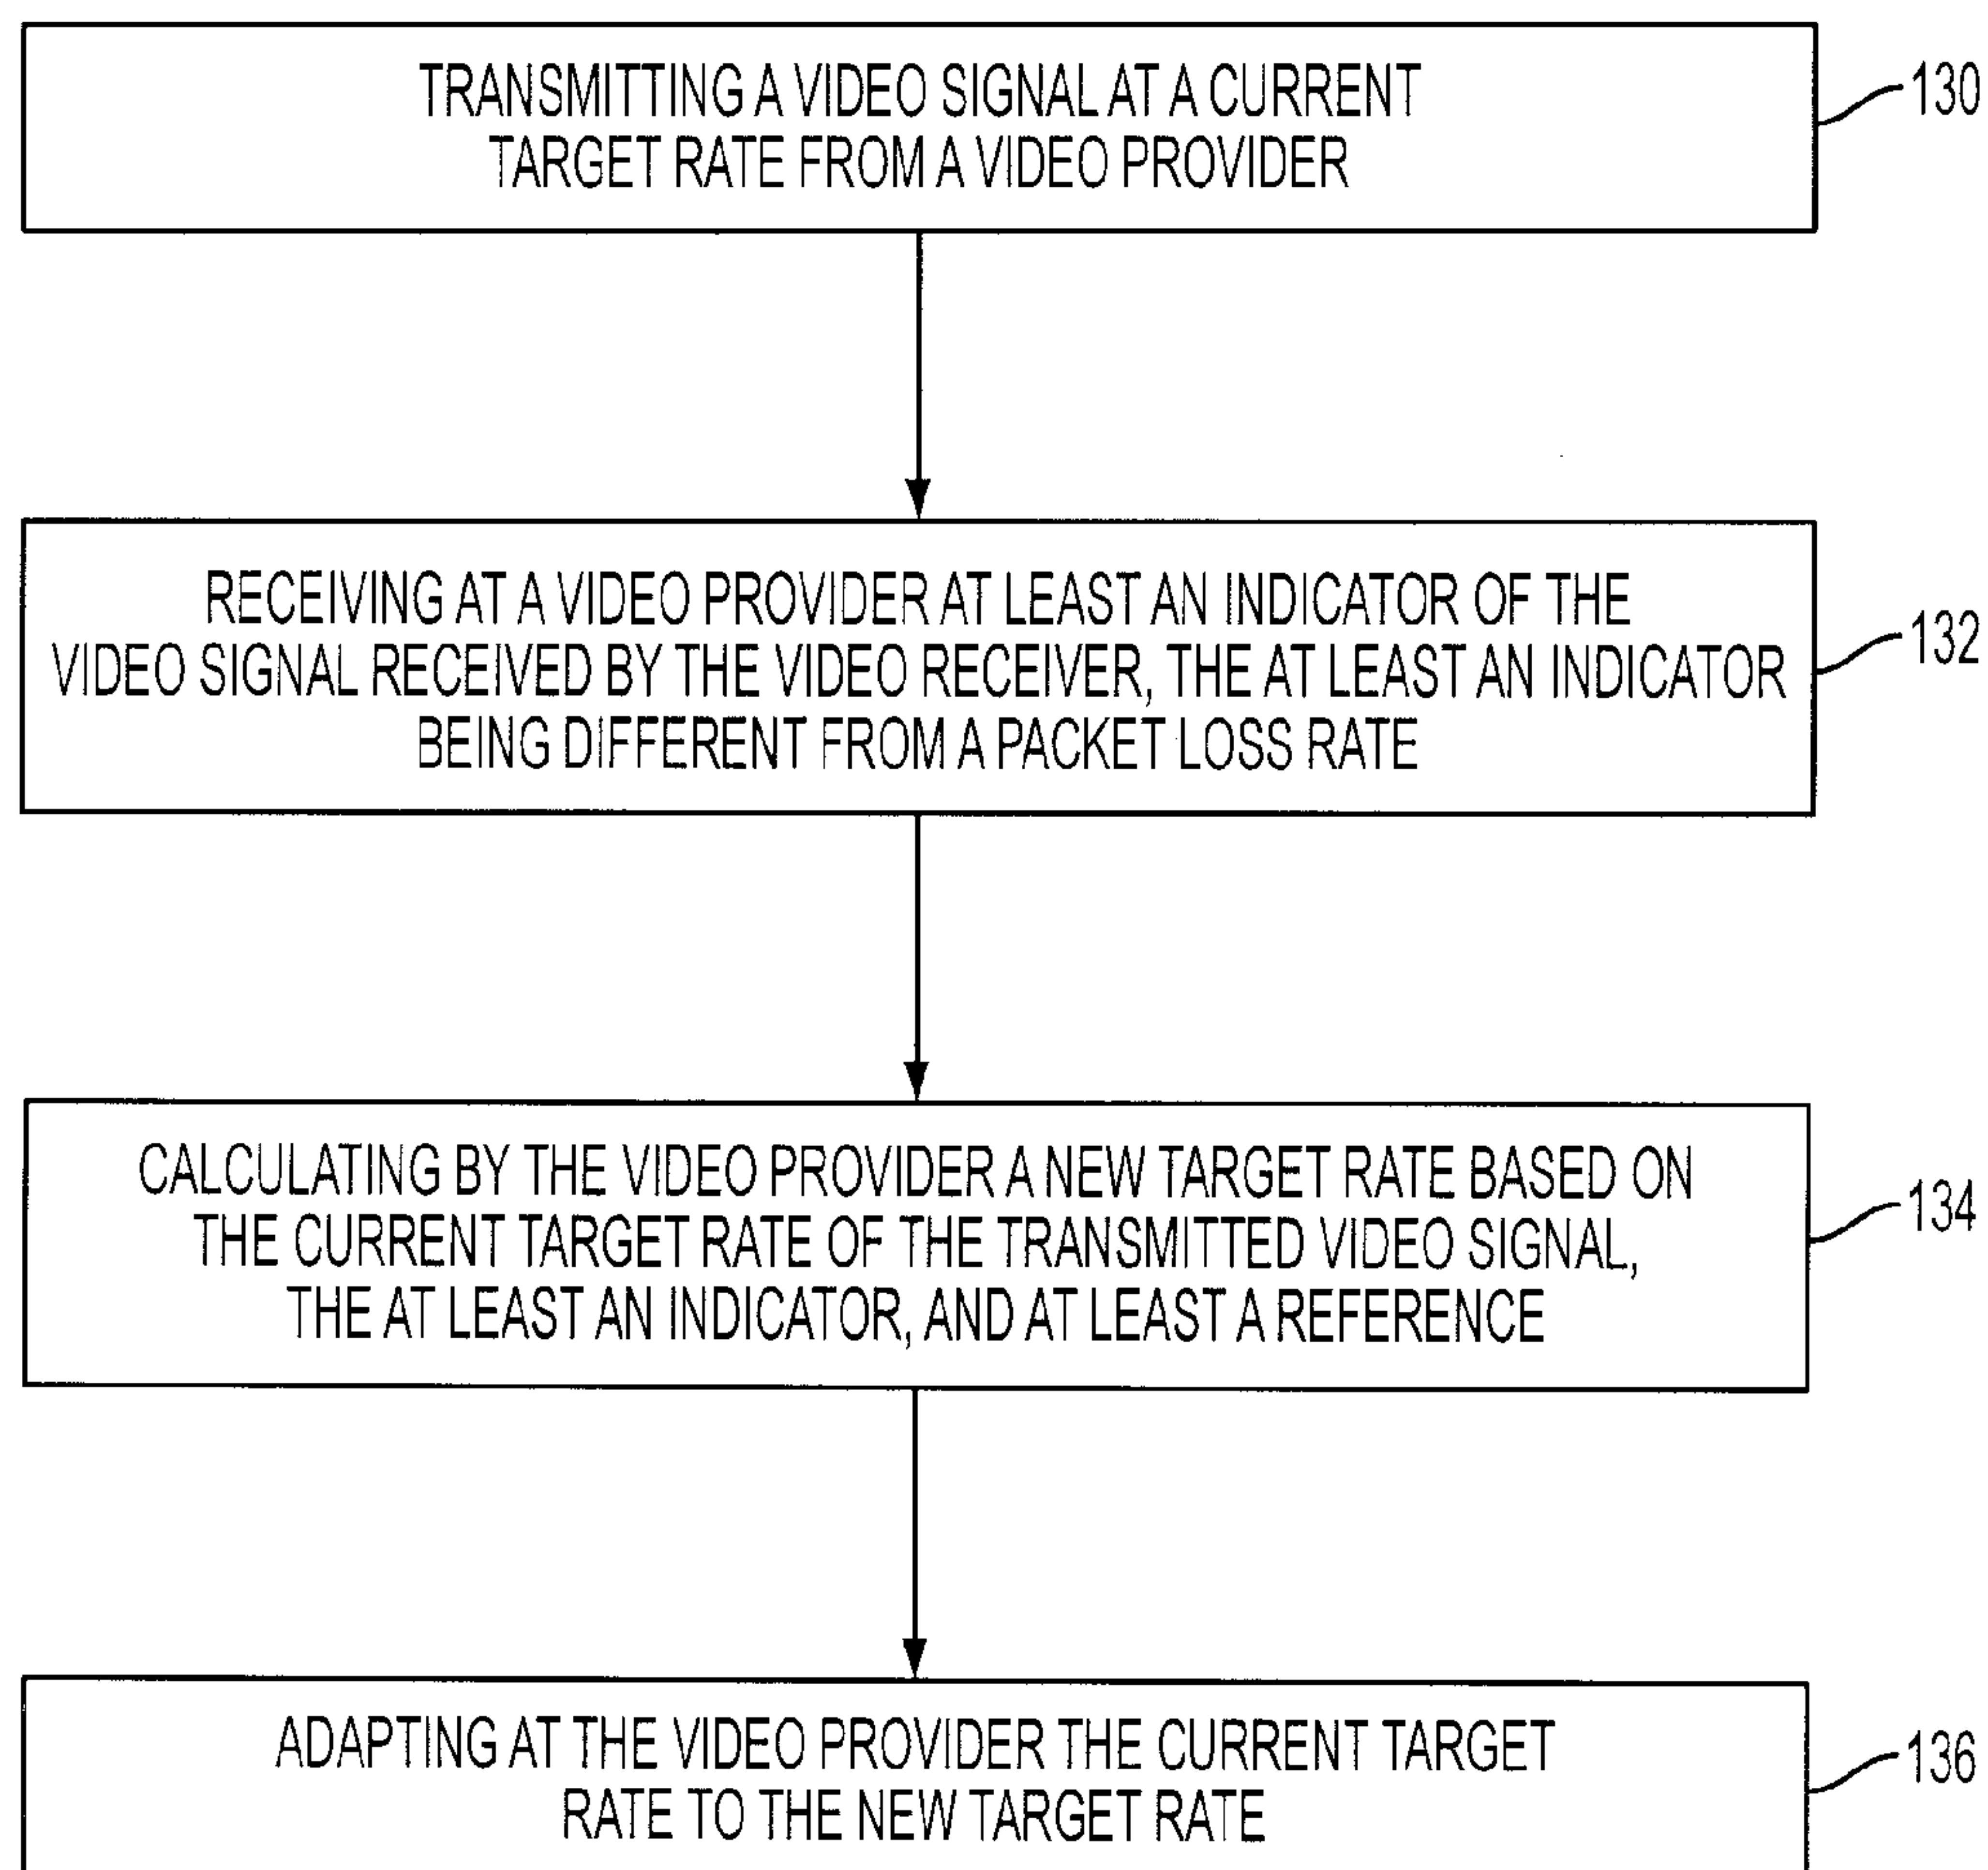 TRANSMITTING A VIDEO SIGNAL AT A CURRENT
TARGET RATE FROM A VIDEO PROVIDER
130
RECEIVING AT A VIDEO PROVIDER AT LEAST AN INDICATOR OF THE
VIDEO SIGNAL RECEIVED BY THE VIDEO RECEIVER, THE AT LEAST AN INDICATOR
BEING DIFFERENT FROM A PACKET LOSS RATE
132
CALCULATING BY THE VIDEO PROVIDER A NEW TARGET RATE BASED ON
THE CURRENT TARGET RATE OF THE TRANSMITTED VIDEO SIGNAL,
THE AT LEAST AN INDICATOR, AND AT LEAST A REFERENCE
134
ADAPTING AT THE VIDEO PROVIDER THE CURRENT TARGET
RATE TO THE NEW TARGET RATE
136